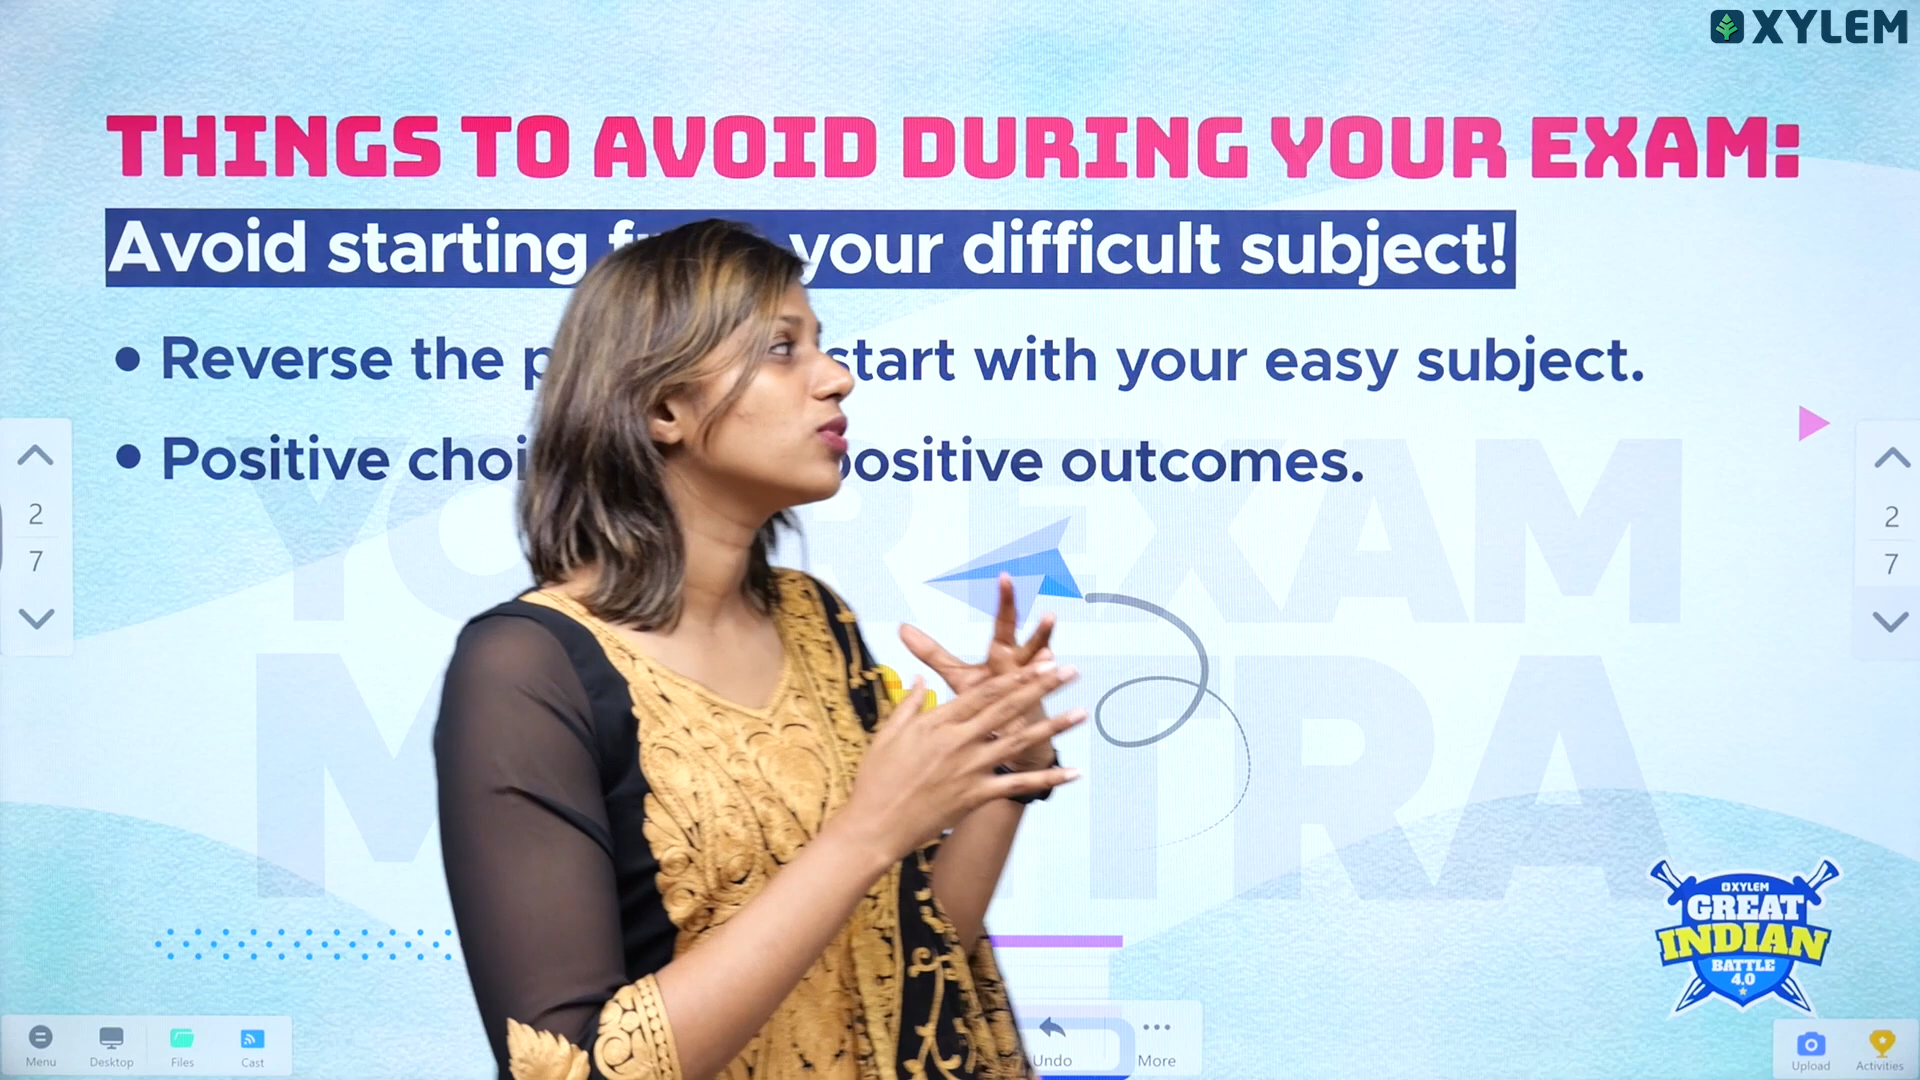 XYLEM
THINGS TO AVOID DURING YOUR EXAM:
Avoid starting your difficult subject!
Reverse the start with your easy subject.
Positive positive outcomes.
2
7
2
7
XYLEM
GREAT
INDIAN
BATTLE
4.0
Menu
Desktop
Files
Cast
Undo
More
Upload
Activities